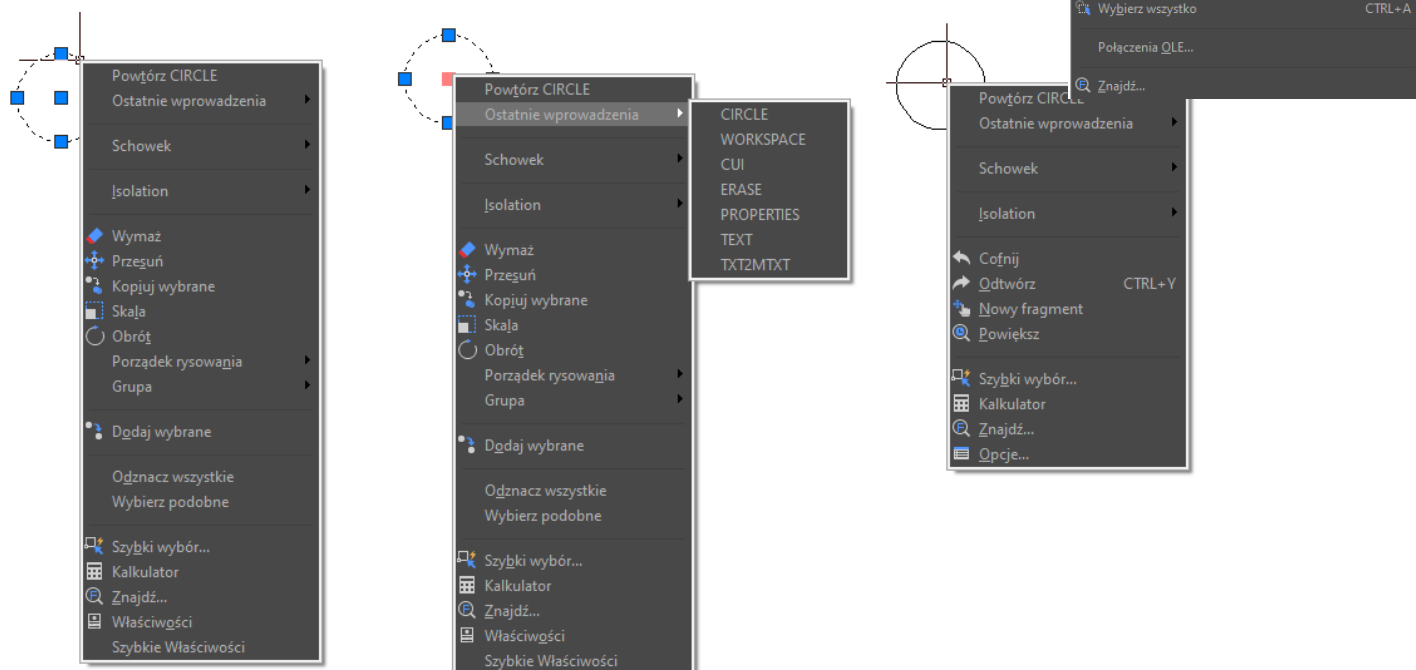 Powtórz CIRCLE
Ostatnie wprowadzenia
Schowek
Isolation
Wymaż
Przesuń
Kopiuj wybrane
Skala
Obrót
Porządek rysowania
Grupa
Dodaj wybrane
Odznacz wszystkie
Wybierz podobne
Szybki wybór...
Kalkulator
Znajdź...
Właściwości
Szybkie Właściwości
Powtórz CIRCLE
Ostatnie wprowadzenia
Schowek
Isolation
Wymaż
Przesuń
Kopiuj wybrane
Skala
Obrót
Porządek rysowania
Grupa
Dodaj wybrane
Odznacz wszystkie
Wybierz podobne
Szybki wybór...
Kalkulator
Znajdź...
Właściwości
Szybkie Właściwości
CIRCLE
WORKSPACE
CUI
ERASE
PROPERTIES
TEXT
TXT2MTXT
Powtórz CIRCLE
Ostatnie wprowadzenia
Schowek
Isolation
Cofnij
Odtwórz CTRL+Y
Nowy fragment
Powiększ
Szybki wybór...
Kalkulator
Znajdź...
Opcje...
Wybierz wszystko CTRL+A
Połączenia OLE...
Znajdź...